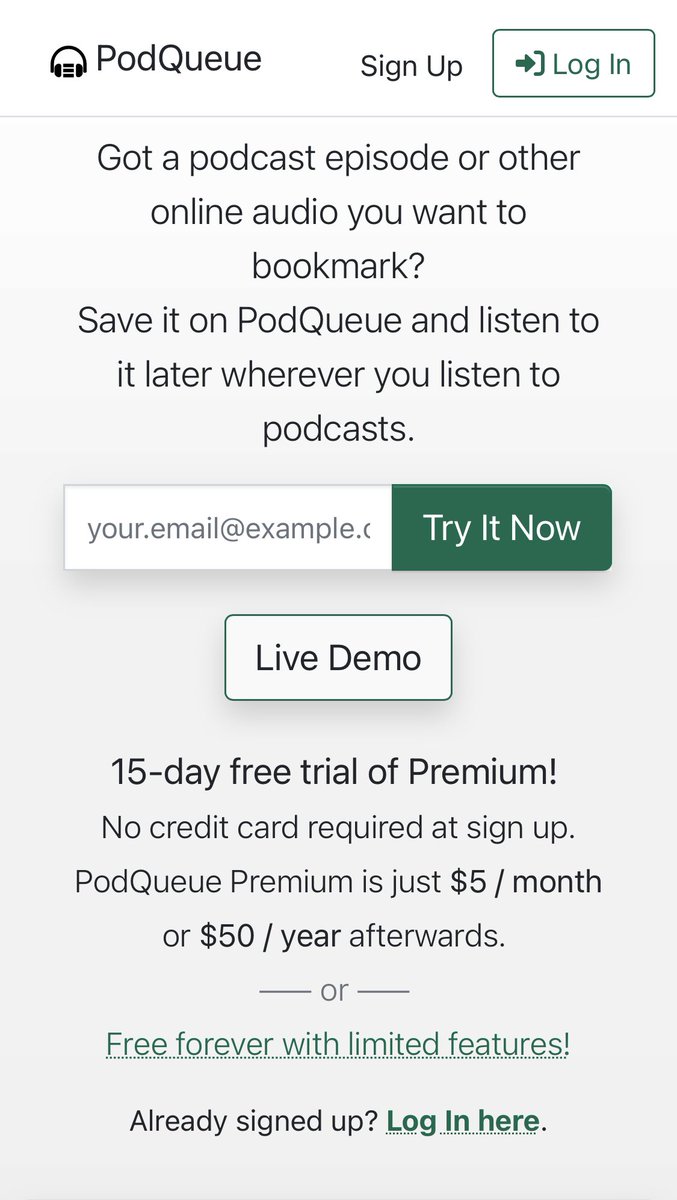 PodQueue
Sign Up
Log In
Got a podcast episode or other
online audio you want to
bookmark?
Save it on PodQueue and listen to
it later wherever you listen to
podcasts.
your.email@example.c
Try It Now
Live Demo
15-day free trial of Premium!
No credit card required at sign up.
PodQueue Premium is just $5 / month
or $50 / year afterwards.
or
Free forever with limited features!
Already signed up? Log In here.